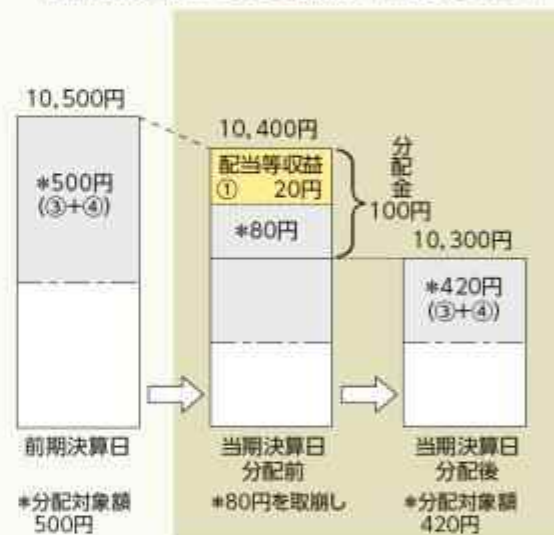 10,500円
*500円
(③+④)
前期決算日
*分配対象額
500円
10,400円
配当等収益
① 20円
*80円
分配金
100円
当期決算日
分配前
*80円を取崩し
10,300円
*420円
(③+④)
当期決算日
分配後
*分配対象額
420円